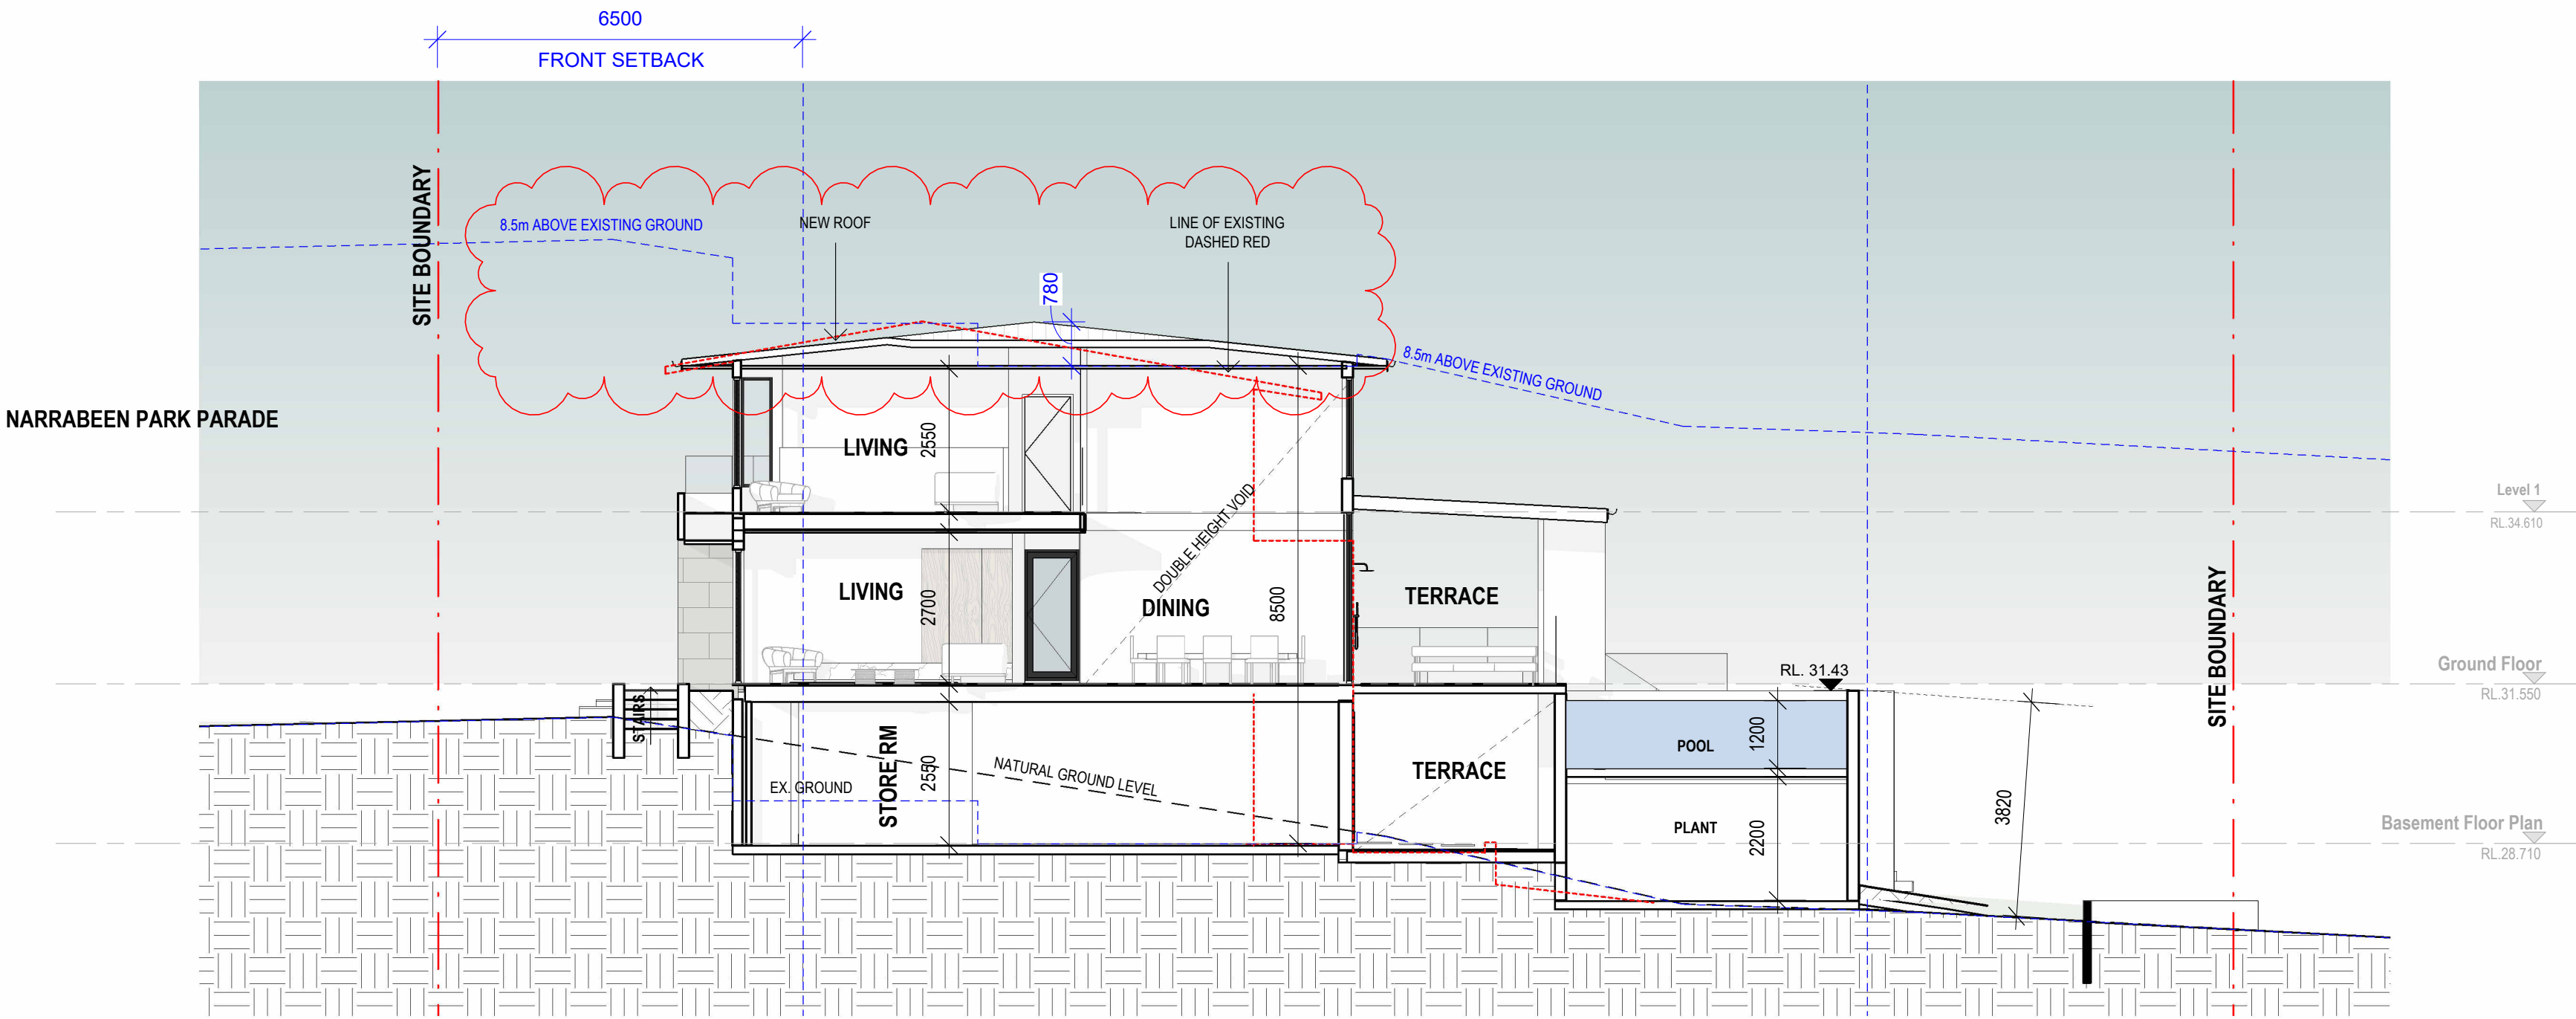 6500
FRONT SETBACK
SITE BOUNDARY
8.5m ABOVE EXISTING GROUND
NEW ROOF
LINE OF EXISTING
DASHED RED
780
8.5m ABOVE EXISTING GROUND
NARRABEEN PARK PARADE
LIVING
2550
Level 1
RL.34.610
DOUBLE HEIGHT VOID
LIVING
2700
DINING
8500
TERRACE
SITE BOUNDARY
RL. 31.43
Ground Floor
RL.31.550
STAIRS
EX. GROUND
STORE RM
2550
NATURAL GROUND LEVEL
TERRACE
POOL
1200
PLANT
2200
3820
Basement Floor Plan
RL.28.710